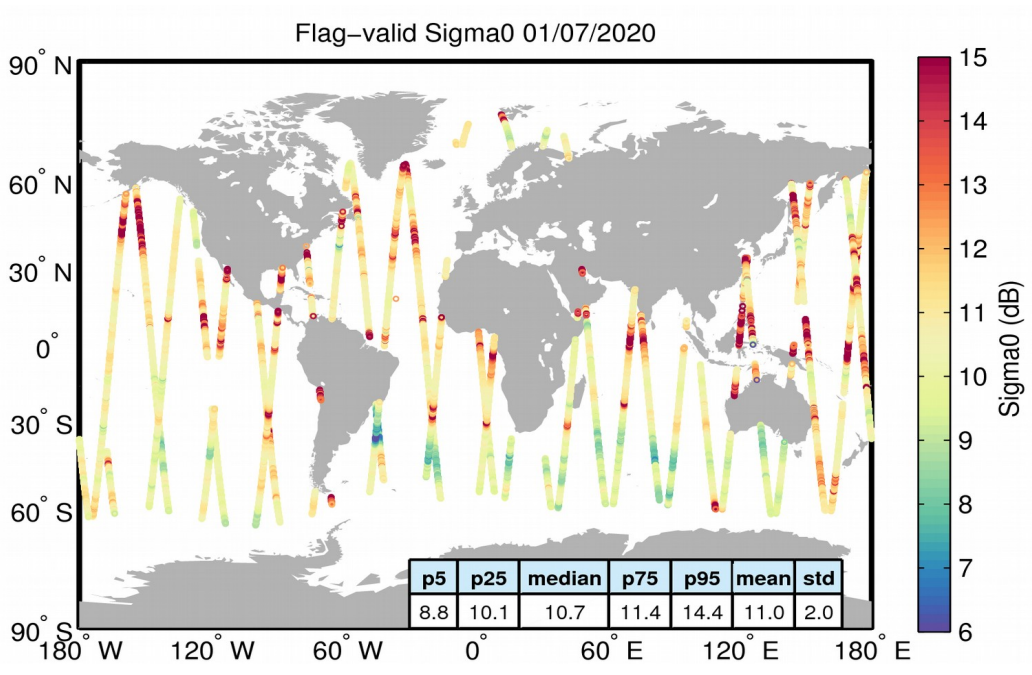 Flag−valid Sigma0 01/07/2020
90° N
60° N
30° N
0°
30° S
60° S
90° S
180° W
120° W
60° W
0°
60° E
120° E
180° E
p5 p25 median p75 p95 mean std
8.8 10.1 10.7 11.4 14.4 11.0 2.0
15
14
13
12
11
10
9
8
7
6
Sigma0 (dB)